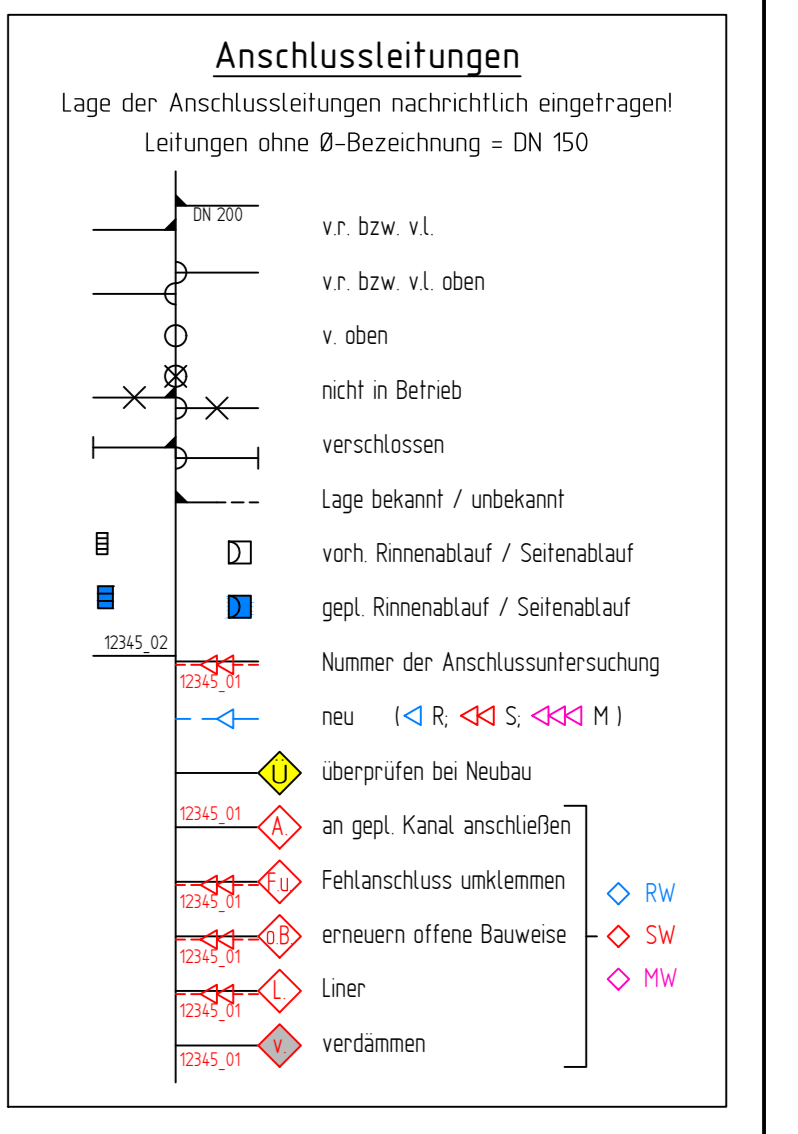 Anschlussleitungen
Lage der Anschlussleitungen nachrichtlich eingetragen!
Leitungen ohne Ø-Bezeichnung = DN 150
DN 200
v.r. bzw. v.l.
v.r. bzw. v.l. oben
v. oben
nicht in Betrieb
verschlossen
Lage bekannt / unbekannt
vorh. Rinnenablauf / Seitenablauf
gepl. Rinnenablauf / Seitenablauf
12345_02
12345_01
Nummer der Anschlussuntersuchung
neu ( R; S; M )
Ü
überprüfen bei Neubau
12345_01
A.
an gepl. Kanal anschließen
12345_01
F.u.
Fehlanschluss umklemmen
RW
12345_01
o.B.
erneuern offene Bauweise
SW
12345_01
L.
Liner
MW
12345_01
v.
verdämmen